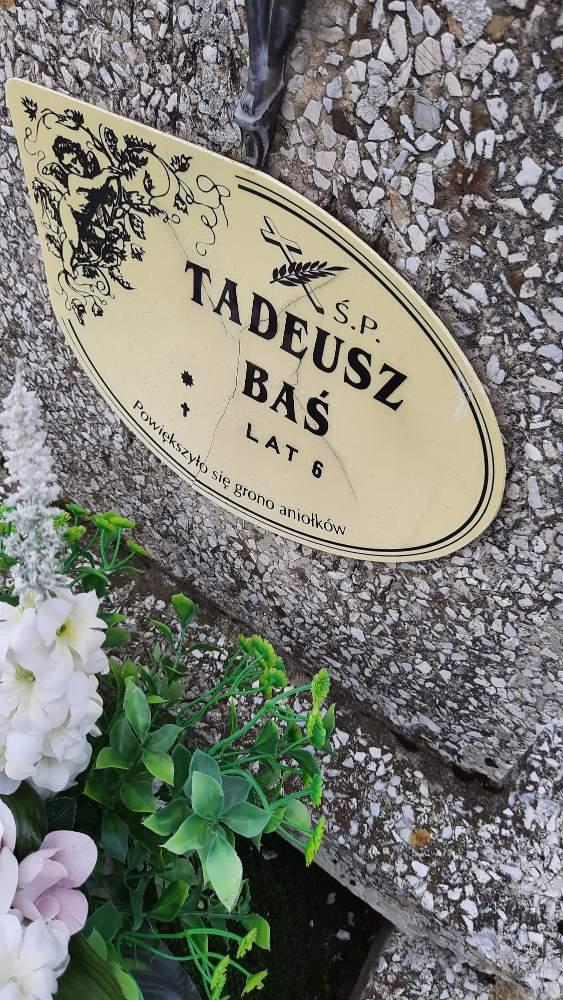 Ś.P.
TADEUSZ
BAŚ
LAT 6
Powiększyło się grono aniołków